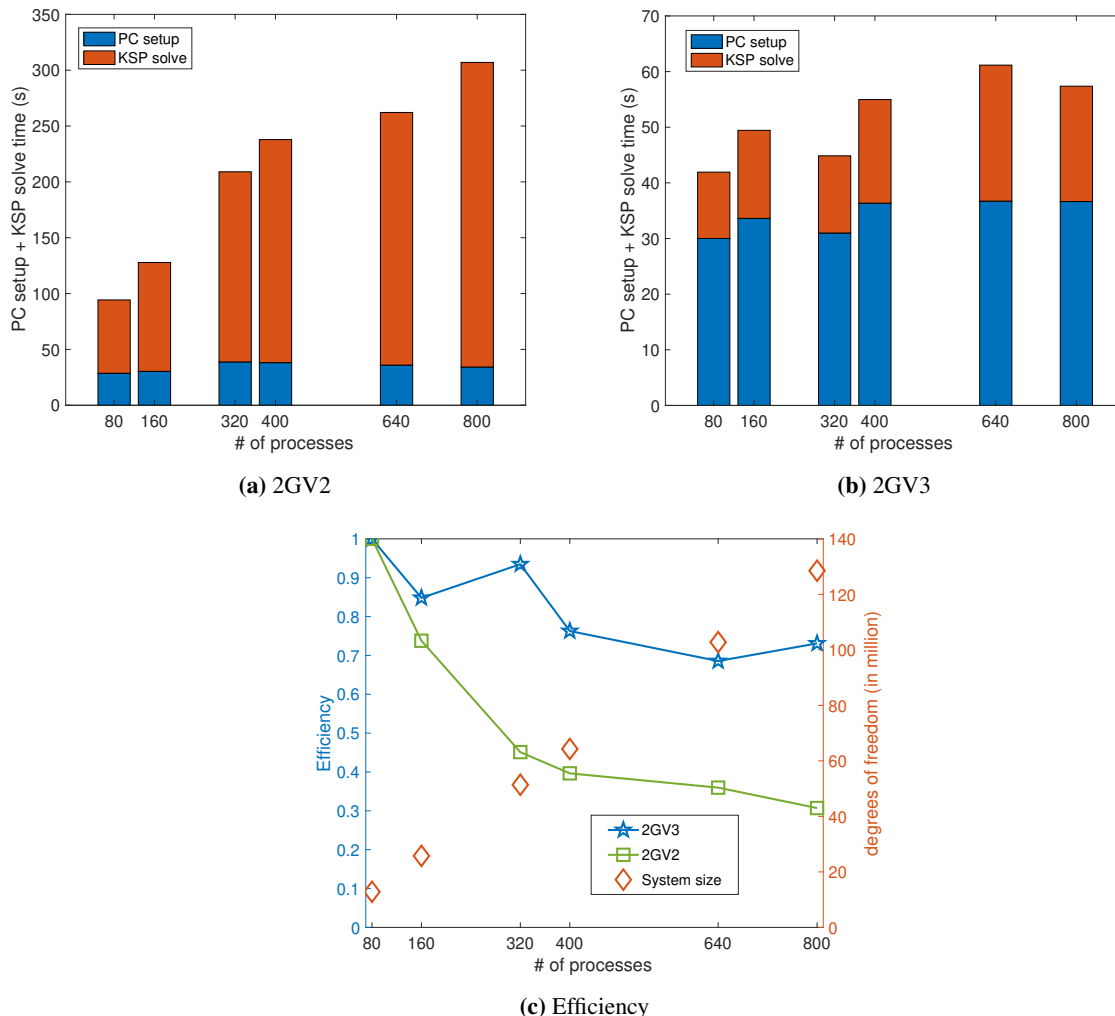 350
300
250
200
150
100
50
0
PC setup + KSP solve time (s)
PC setup
KSP solve
80 160 320 400 640 800
# of processes
(a) 2GV2
70
60
50
40
30
20
10
0
PC setup + KSP solve time (s)
PC setup
KSP solve
80 160 320 400 640 800
# of processes
(b) 2GV3
1
0.9
0.8
0.7
0.6
0.5
0.4
0.3
0.2
0.1
0
Efficiency
140
120
100
80
60
40
20
0
degrees of freedom (in million)
2GV3
2GV2
System size
80 160 320 400 640 800
# of processes
(c) Efficiency